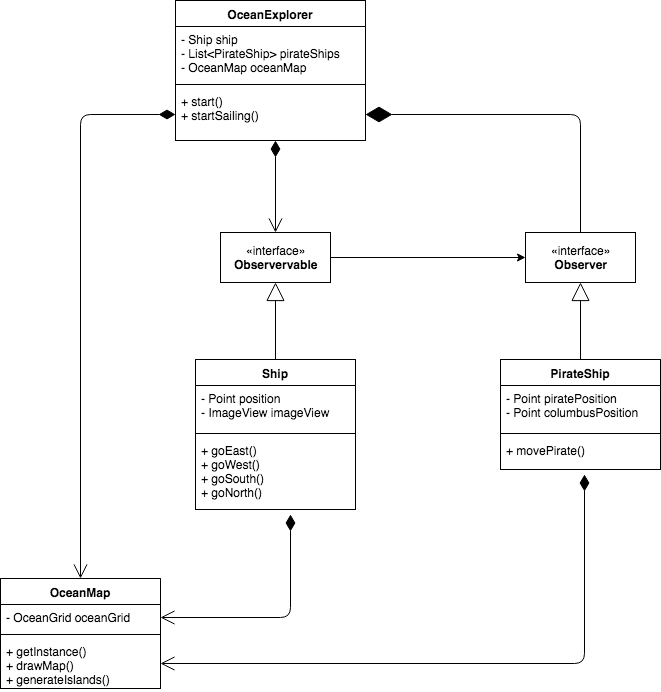 OceanExplorer
- Ship ship
- List<PirateShip> pirateShips
- OceanMap oceanMap
+ start()
+ startSailing()
«interface»
Observervable
«interface»
Observer
Ship
- Point position
- ImageView imageView
+ goEast()
+ goWest()
+ goSouth()
+ goNorth()
PirateShip
- Point piratePosition
- Point columbusPosition
+ movePirate()
OceanMap
- OceanGrid oceanGrid
+ getInstance()
+ drawMap()
+ generateIslands()